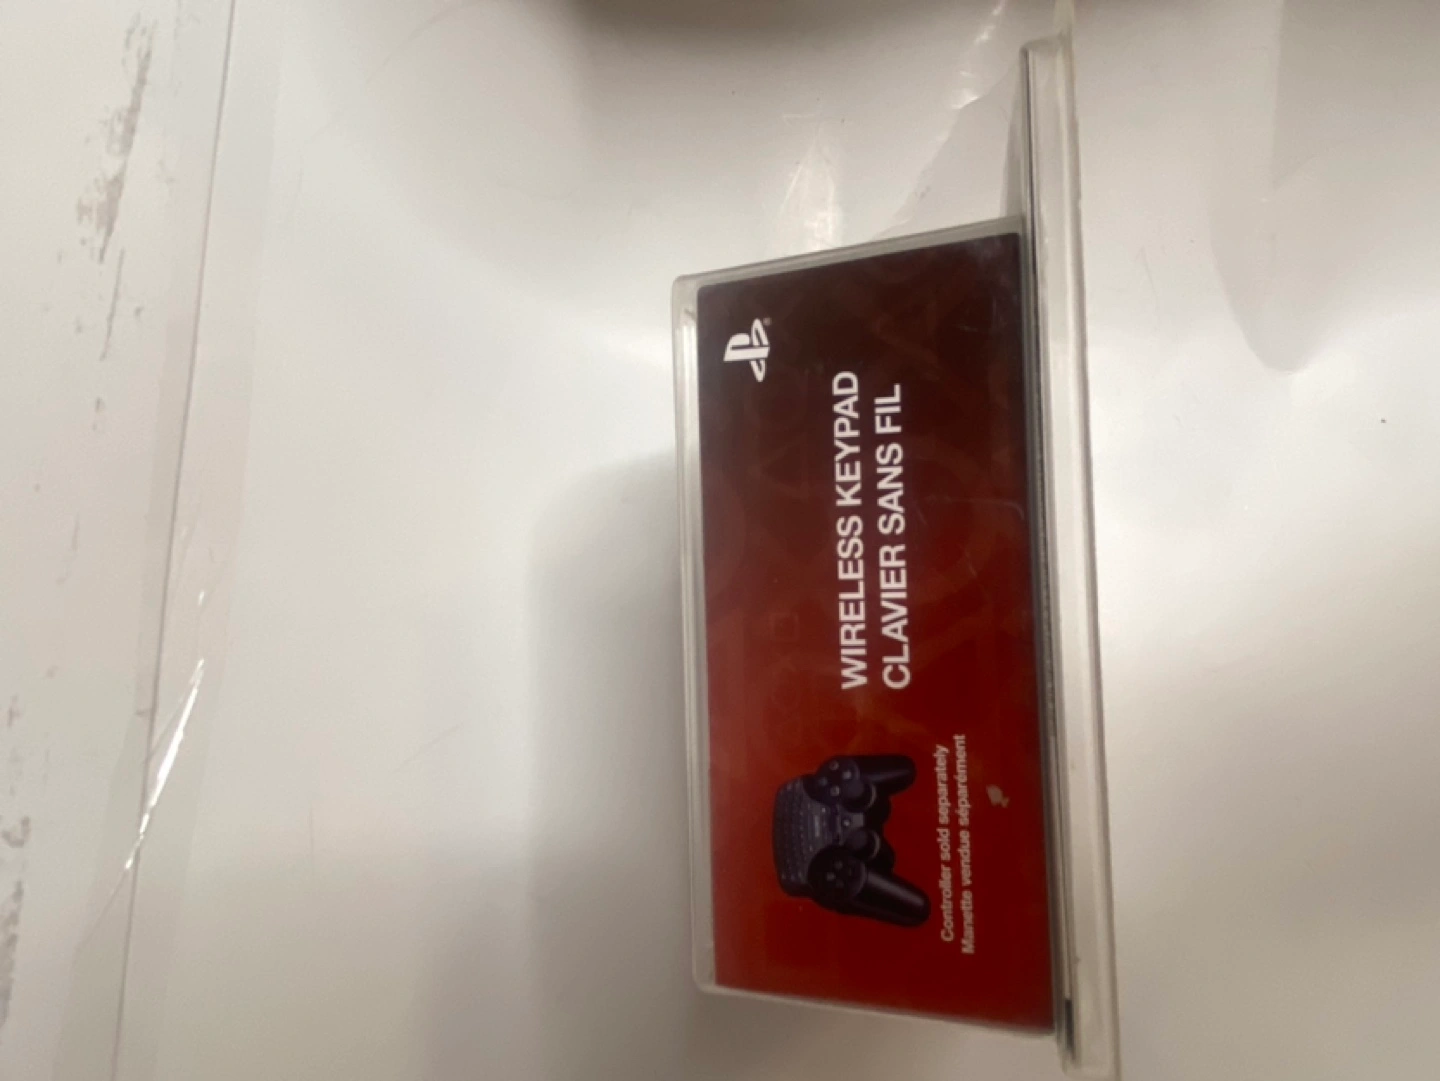 WIRELESS KEYPAD
CLAVIER SANS FIL
Controller sold separately
Manette vendue séparément